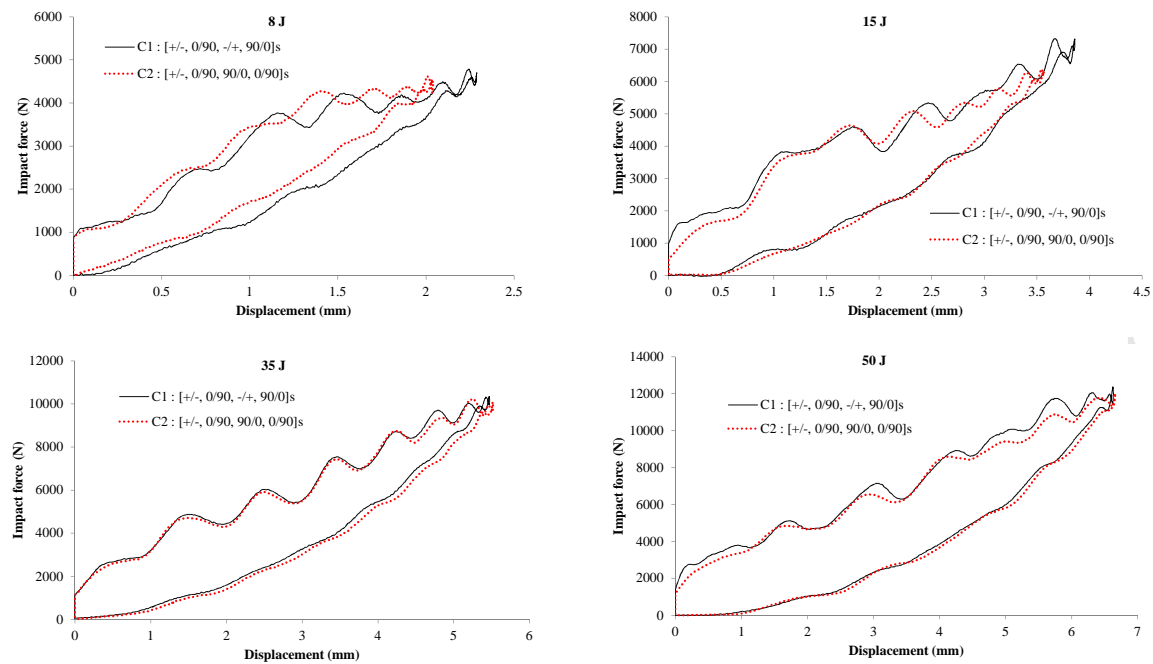 8 J
6000
5000
4000
3000
2000
1000
0
Impact force (N)
C1 : [+/-, 0/90, -/+, 90/0]s
C2 : [+/-, 0/90, 90/0, 0/90]s
0 0.5 1 1.5 2 2.5
Displacement (mm)
15 J
8000
7000
6000
5000
4000
3000
2000
1000
0
Impact force (N)
C1 : [+/-, 0/90, -/+, 90/0]s
C2 : [+/-, 0/90, 90/0, 0/90]s
0 0.5 1 1.5 2 2.5 3 3.5 4 4.5
Displacement (mm)
35 J
12000
10000
8000
6000
4000
2000
0
Impact force (N)
C1 : [+/-, 0/90, -/+, 90/0]s
C2 : [+/-, 0/90, 90/0, 0/90]s
0 1 2 3 4 5 6
Displacement (mm)
50 J
14000
12000
10000
8000
6000
4000
2000
0
Impact force (N)
C1 : [+/-, 0/90, -/+, 90/0]s
C2 : [+/-, 0/90, 90/0, 0/90]s
0 1 2 3 4 5 6 7
Displacement (mm)